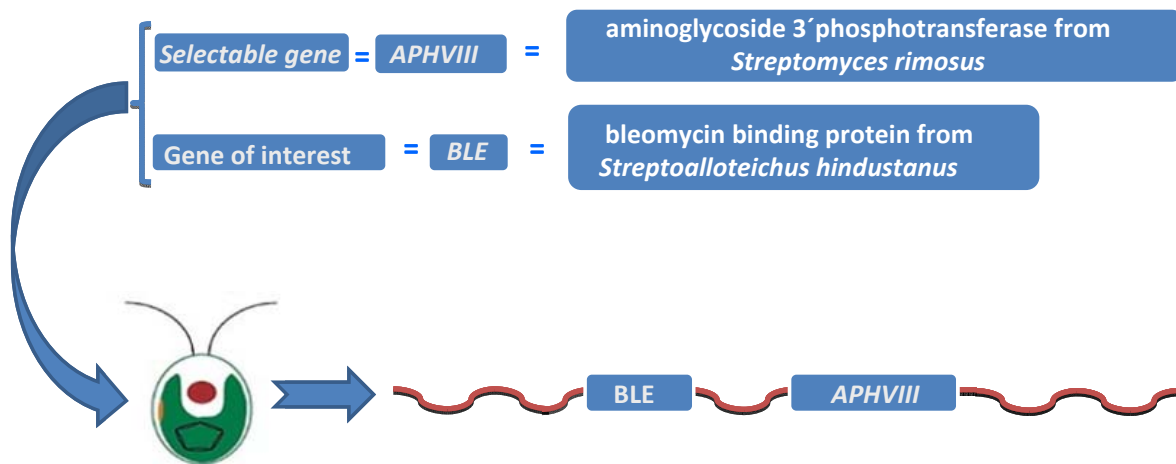 Selectable gene = APHVIII = aminoglycoside 3´phosphotransferase from
Streptomyces rimosus
Gene of interest = BLE = bleomycin binding protein from
Streptoalloteichus hindustanus
BLE APHVIII